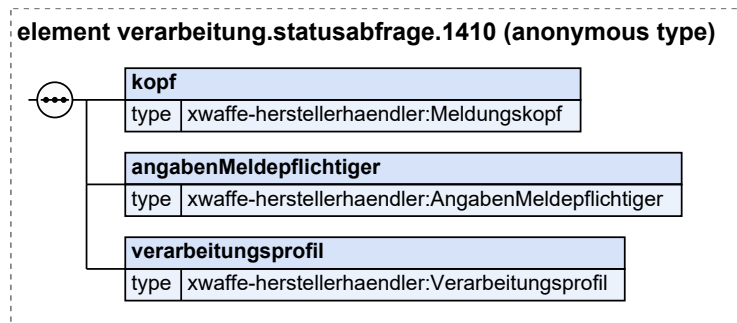 element verarbeitung.statusabfrage.1410 (anonymous type)
kopf
type xwaffe-herstellerhaendler:Meldungskopf
angabenMeldepflichtiger
type xwaffe-herstellerhaendler:AngabenMeldepflichtiger
verarbeitungsprofil
type xwaffe-herstellerhaendler:Verarbeitungsprofil